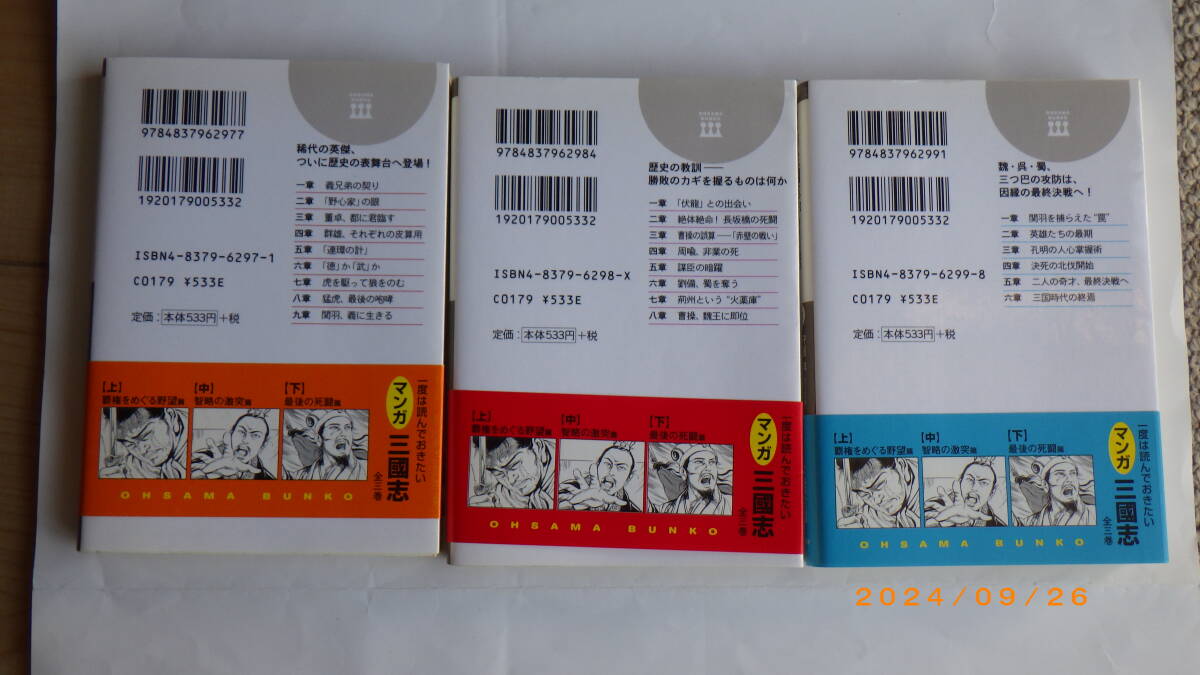 9784837962977
1920179005332
ISBN4-8379-6297-1
C0179 ¥533E
定価：本体533円+税
稀代の英傑、
ついに歴史の表舞台へ登場！
一章 義兄弟の契り
二章 「野心家」の眼
三章 董卓、都に君臨す
四章 群雄、それぞれの皮算用
五章 「連環の計」
六章 「徳」か「武」か
七章 虎を駆って狼をのむ
八章 猛虎、最後の咆哮
九章 関羽、義に生きる
【上】
覇権をめぐる野望篇
【中】
智略の激突篇
【下】
最後の死闘篇
一度は読んでおきたい
マンガ 三國志
全三巻
OHSAMA BUNKO
9784837962984
1920179005332
ISBN4-8379-6298-X
C0179 ¥533E
定価：本体533円+税
歴史の教訓──
勝敗のカギを握るものは何か
一章 「伏龍」との出会い
二章 絶体絶命！長坂橋の死闘
三章 曹操の誤算──「赤壁の戦い」
四章 周瑜、非業の死
五章 謀臣の暗躍
六章 劉備、蜀を奪う
七章 荊州という“火薬庫”
八章 曹操、魏王に即位
【上】
覇権をめぐる野望篇
【中】
智略の激突篇
【下】
最後の死闘篇
一度は読んでおきたい
マンガ 三國志
全三巻
OHSAMA BUNKO
9784837962991
1920179005332
ISBN4-8379-6299-8
C0179 ¥533E
定価：本体533円+税
魏・呉・蜀、
三つ巴の攻防は、
因縁の最終決戦へ！
一章 関羽を捕らえた“罠”
二章 英雄たちの最期
三章 孔明の人心掌握術
四章 決死の北伐開始
五章 二人の奇才、最終決戦へ
六章 三国時代の終焉
【上】
覇権をめぐる野望篇
【中】
智略の激突篇
【下】
最後の死闘篇
一度は読んでおきたい
マンガ 三國志
全三巻
OHSAMA BUNKO
2024/09/26